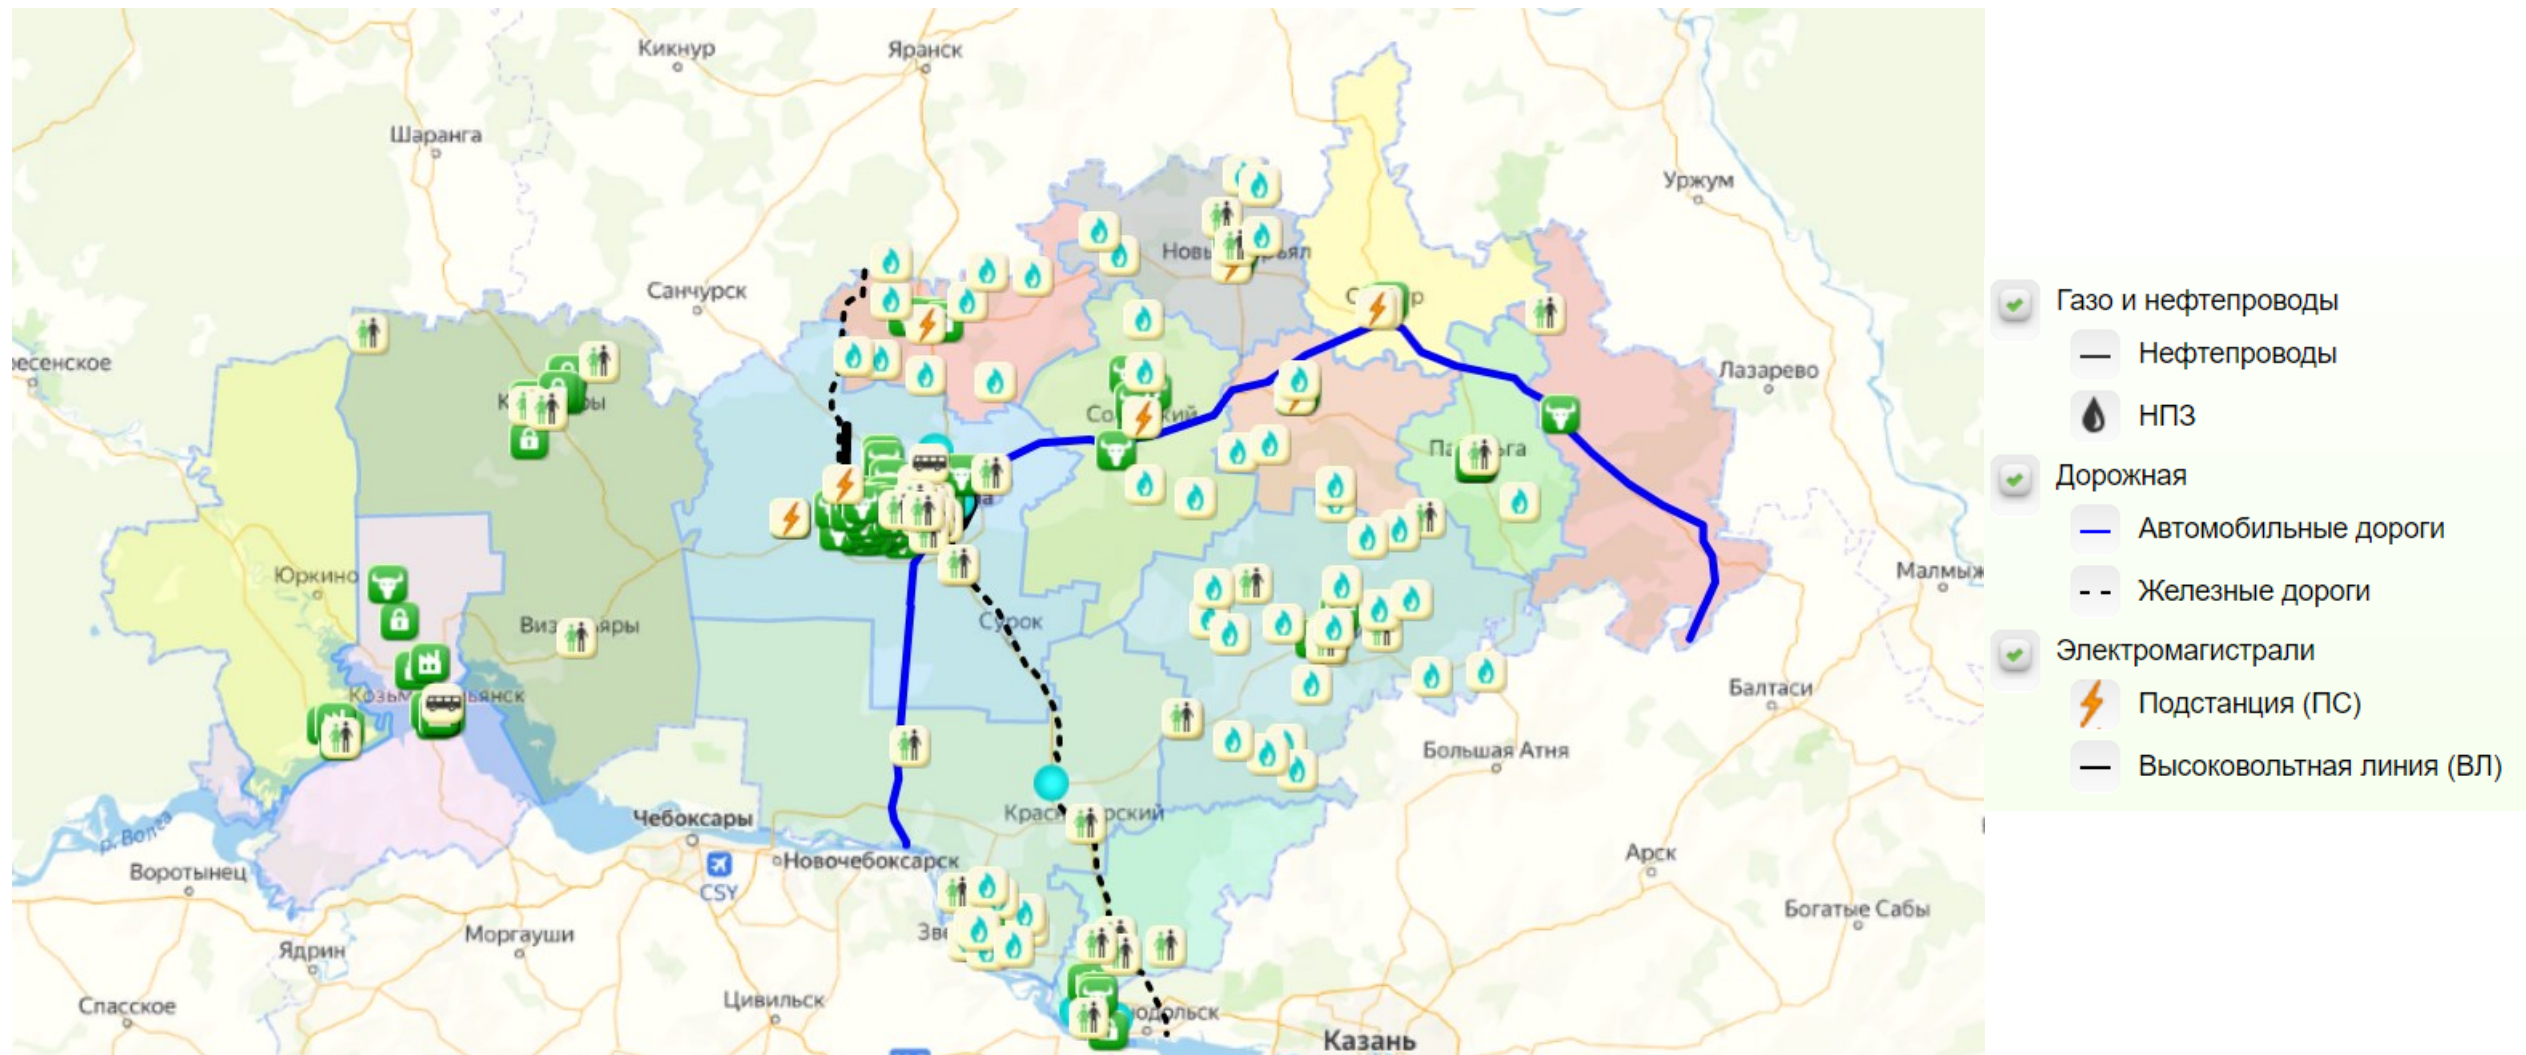 Кикнур
Яранск
Шаранга
Уржум
Санчурск
Лазарево
Юркино
Сурок
Малмыж
Балтаси
Большая Атня
Чебоксары
Новочебоксарск
CSY
р. Волга
Воротынец
Арск
Моргауши
Ядрин
Богатые Сабы
Цивильск
Спасское
Казань
Газо и нефтепроводы
Нефтепроводы
НПЗ
Дорожная
Автомобильные дороги
Железные дороги
Электромагистрали
Подстанция (ПС)
Высоковольтная линия (ВЛ)